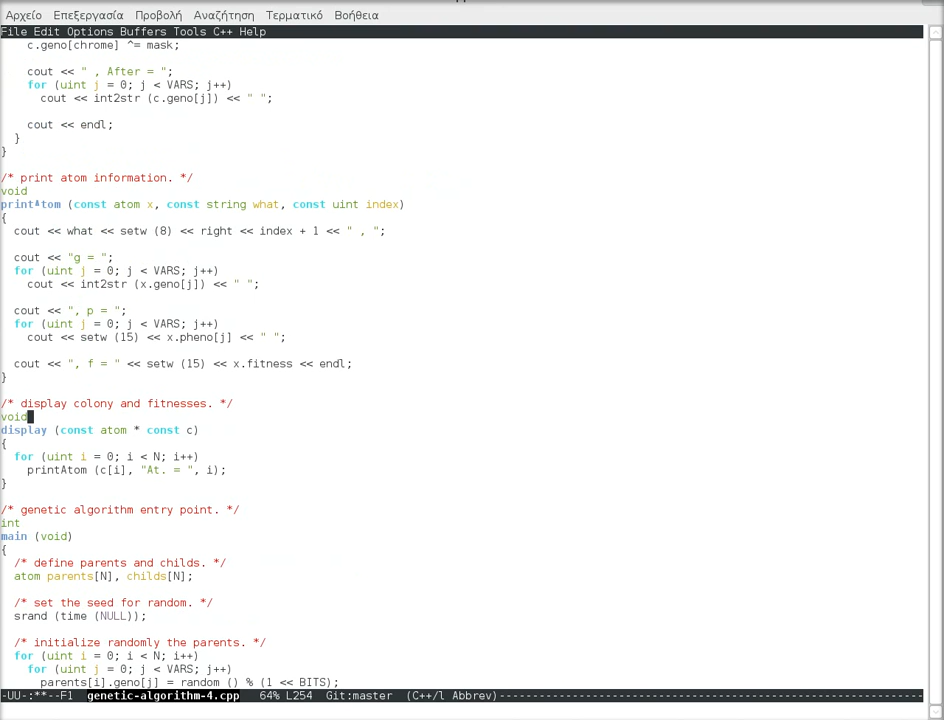 Αρχείο Επεξεργασία Προβολή Αναζήτηση Τερματικό Βοήθεια
File Edit Options Buffers Tools C++ Help
    c.geno[chrome] ^= mask;

    cout << " , After = ";
    for (uint j = 0; j < VARS; j++)
      cout << int2str (c.geno[j]) << " ";

    cout << endl;
  }
}

/* print atom information. */
void
printAtom (const atom x, const string what, const uint index)
{
  cout << what << setw (8) << right << index + 1 << " , ";

  cout << "g = ";
  for (uint j = 0; j < VARS; j++)
    cout << int2str (x.geno[j]) << " ";

  cout << ", p = ";
  for (uint j = 0; j < VARS; j++)
    cout << setw (15) << x.pheno[j] << " ";

  cout << ", f = " << setw (15) << x.fitness << endl;
}

/* display colony and fitnesses. */
void
display (const atom * const c)
{
  for (uint i = 0; i < N; i++)
    printAtom (c[i], "At. = ", i);
}

/* genetic algorithm entry point. */
int
main (void)
{
  /* define parents and childs. */
  atom parents[N], childs[N];

  /* set the seed for random. */
  srand (time (NULL));

  /* initialize randomly the parents. */
  for (uint i = 0; i < N; i++)
    for (uint j = 0; j < VARS; j++)
      parents[i].geno[j] = random () % (1 << BITS);
-UU-:**--F1  genetic-algorithm-4.cpp   64% L254  Git:master  (C++/l Abbrev)----------------------------------------------------------------